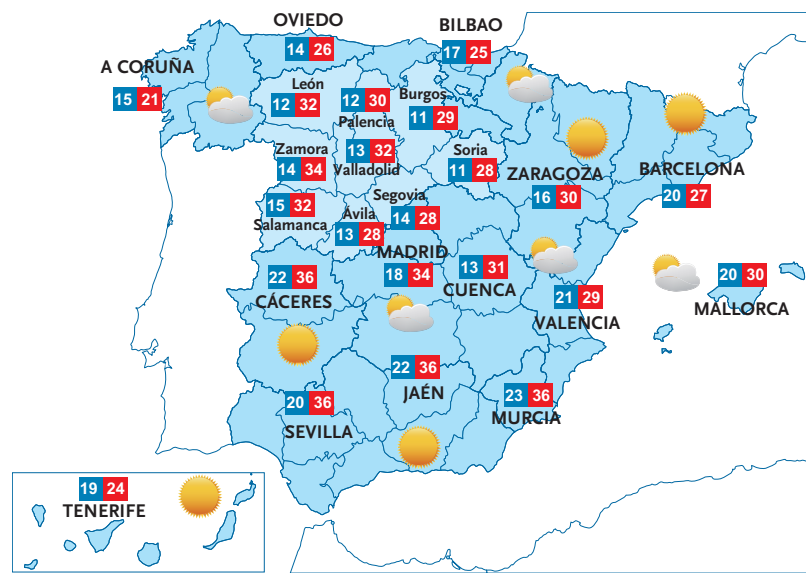 OVIEDO
14 26
BILBAO
17 25
A CORUÑA
15 21
León
12 32
12 30
Palencia
Burgos
11 29
Zamora
14 34
13 32
Valladolid
Soria
11 28
ZARAGOZA
16 30
BARCELONA
20 27
15 32
Salamanca
Segovia
14 28
Ávila
13 28
MADRID
18 34
13 31
CUENCA
22 36
CÁCERES
21 29
VALENCIA
20 30
MALLORCA
22 36
JAÉN
20 36
SEVILLA
23 36
MURCIA
19 24
TENERIFE